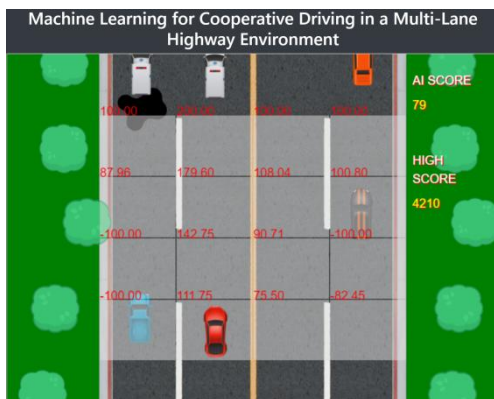 Machine Learning for Cooperative Driving in a Multi-Lane
Highway Environment
AI SCORE
79
HIGH
SCORE
4210
87.96 179.60 108.04 100.80
-100.00 142.75 90.71 -100.00
-100.00 111.75 75.50 -82.45